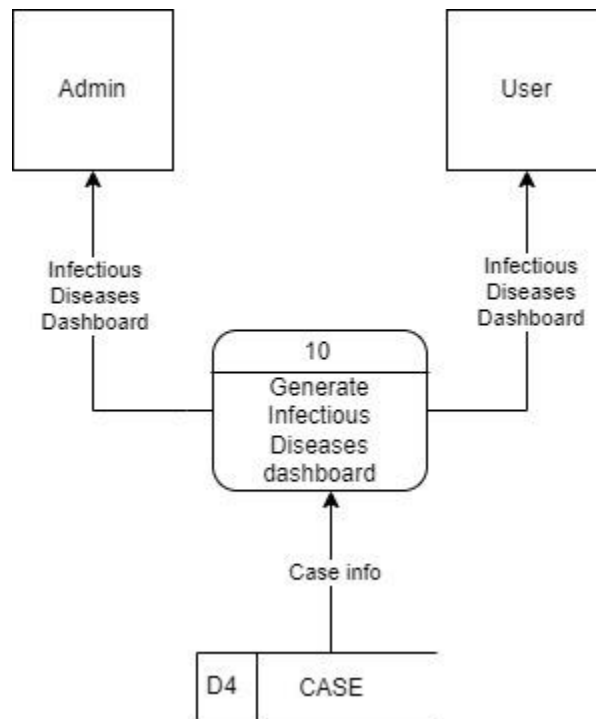 Admin
User
Infectious
Diseases
Dashboard
Infectious
Diseases
Dashboard
10
Generate
Infectious
Diseases
dashboard
Case info
D4
CASE